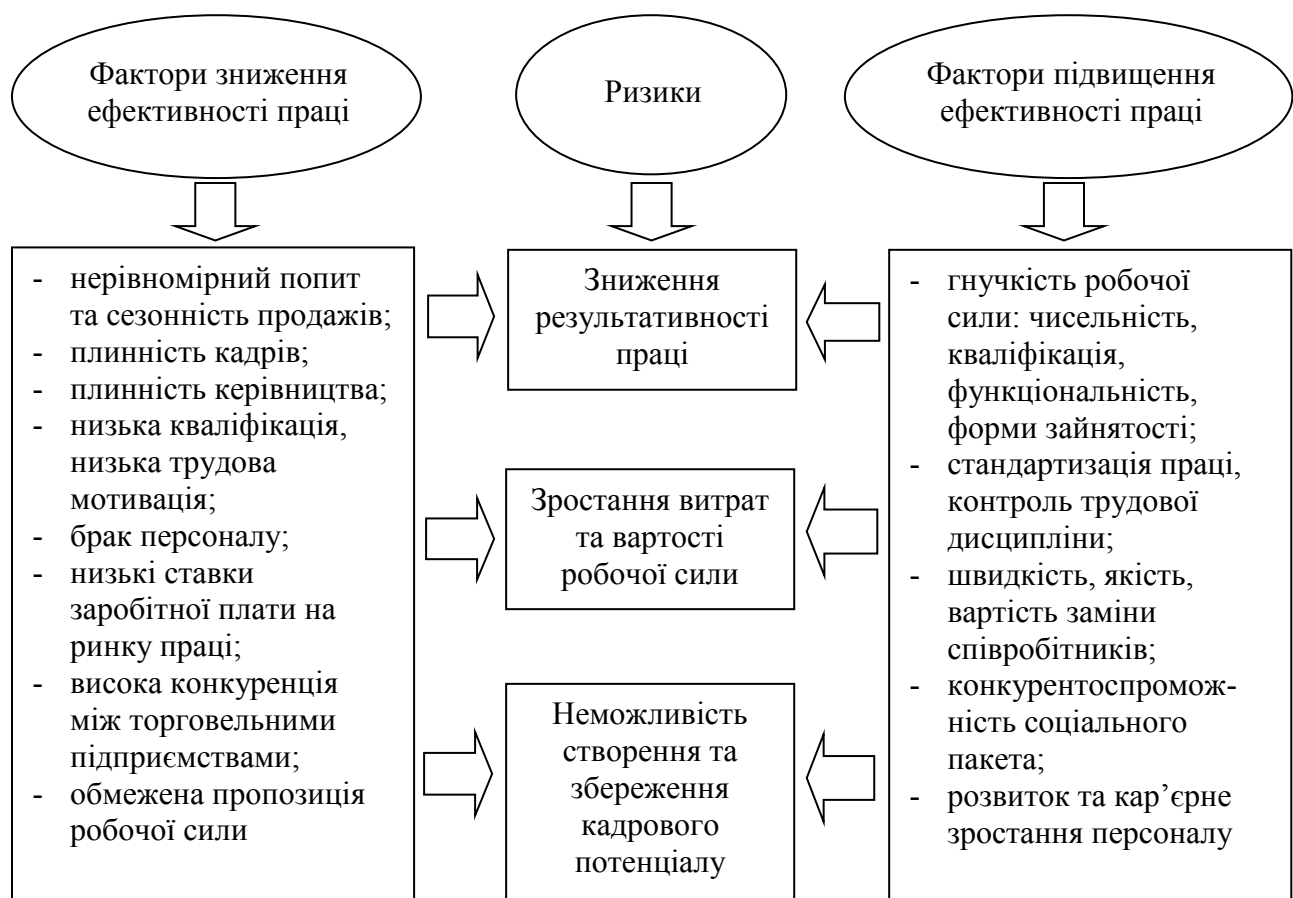 Фактори зниження
ефективності праці
Ризики
Фактори підвищення
ефективності праці
- нерівномірний попит
та сезонність продажів;
- плинність кадрів;
- плинність керівництва;
- низька кваліфікація,
низька трудова
мотивація;
- брак персоналу;
- низькі ставки
заробітної плати на
ринку праці;
- висока конкуренція
між торговельними
підприємствами;
- обмежена пропозиція
робочої сили
Зниження
результативності
праці
Зростання витрат
та вартості
робочої сили
Неможливість
створення та
збереження
кадрового
потенціалу
- гнучкість робочої
сили: чисельність,
кваліфікація,
функціональність,
форми зайнятості;
- стандартизація праці,
контроль трудової
дисципліни;
- швидкість, якість,
вартість заміни
співробітників;
- конкурентоспромож-
ність соціального
пакета;
- розвиток та кар’єрне
зростання персоналу